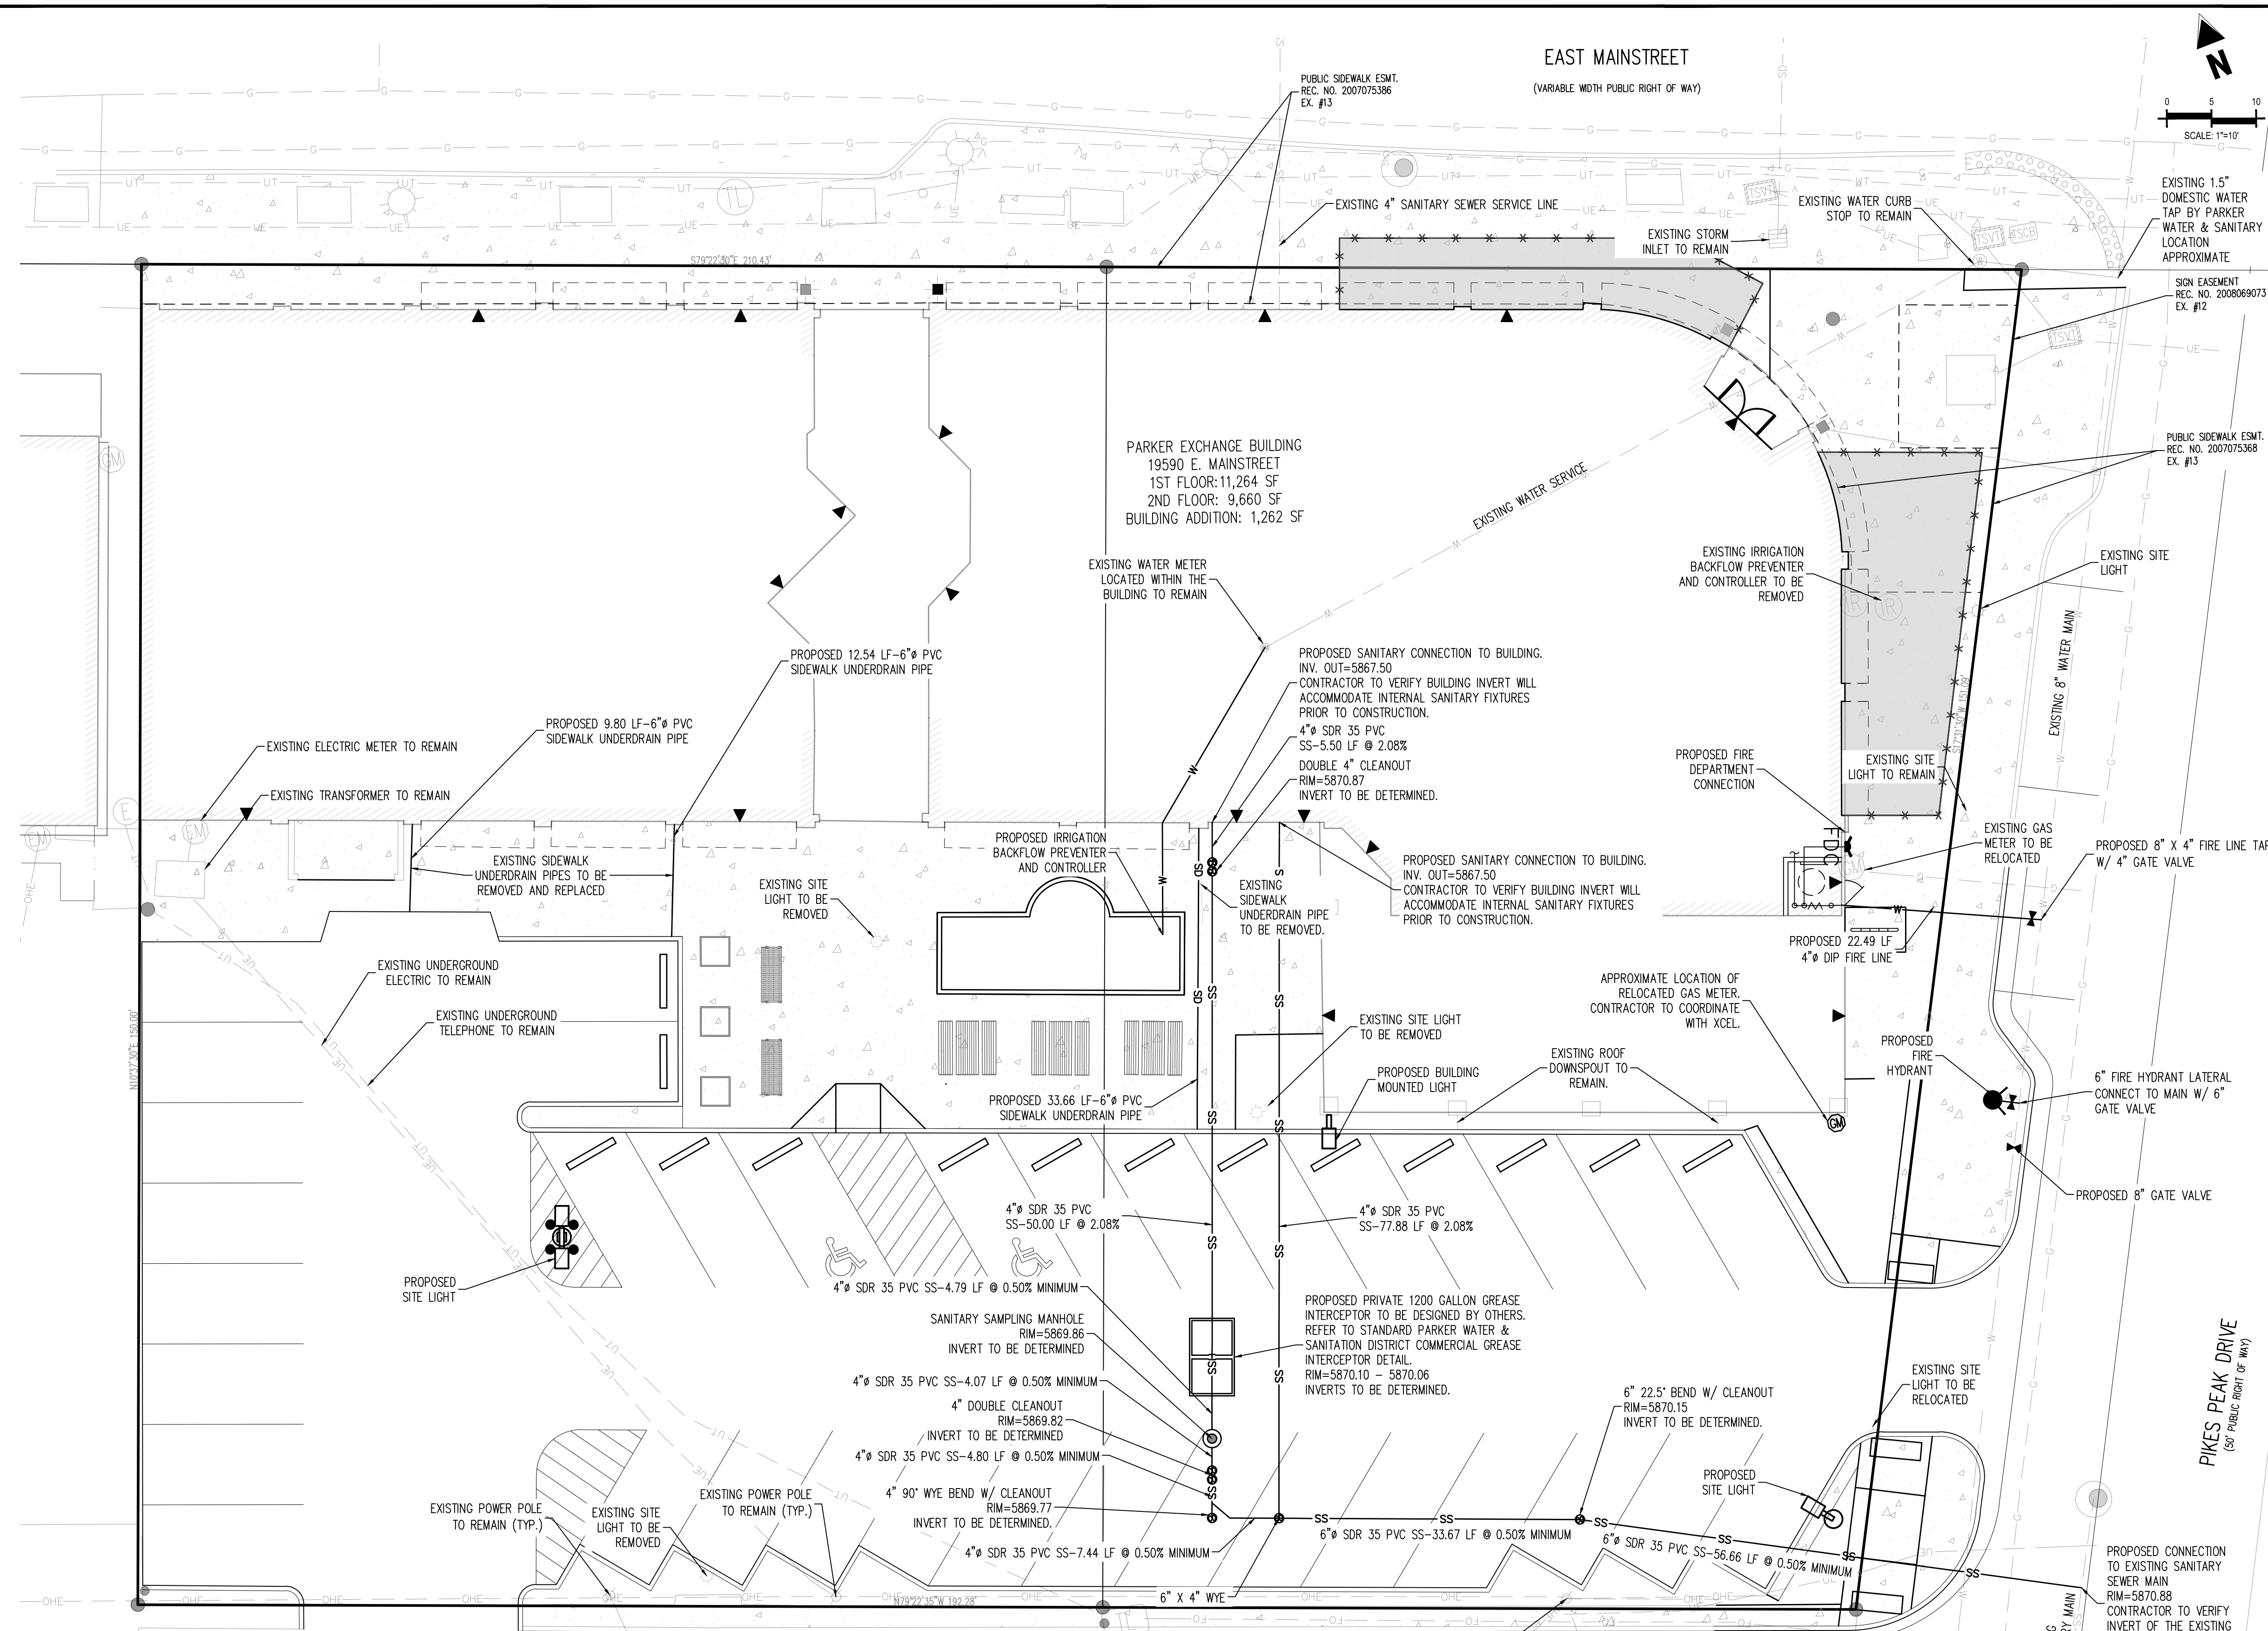 EAST MAINSTREET
(VARIABLE WIDTH PUBLIC RIGHT OF WAY)
N
0 5 10
SCALE: 1"=10'
PUBLIC SIDEWALK ESMT.
REC. NO. 2007075386
EX. #13
EXISTING 4" SANITARY SEWER SERVICE LINE
EXISTING STORM
INLET TO REMAIN
EXISTING WATER CURB
STOP TO REMAIN
EXISTING 1.5"
DOMESTIC WATER
TAP BY PARKER
WATER & SANITARY
LOCATION
APPROXIMATE
SIGN EASEMENT
REC. NO. 2008069073
EX. #12
S79°22'30"E 210.43'
PUBLIC SIDEWALK ESMT.
REC. NO. 2007075368
EX. #13
PARKER EXCHANGE BUILDING
19590 E. MAINSTREET
1ST FLOOR: 11,264 SF
2ND FLOOR: 9,660 SF
BUILDING ADDITION: 1,262 SF
EXISTING WATER SERVICE
EXISTING WATER METER
LOCATED WITHIN THE
BUILDING TO REMAIN
EXISTING IRRIGATION
BACKFLOW PREVENTER
AND CONTROLLER TO BE
REMOVED
EXISTING SITE
LIGHT
EXISTING 8" WATER MAIN
S17°31'30"W 151.09'
PROPOSED 12.54 LF-6"ø PVC
SIDEWALK UNDERDRAIN PIPE
PROPOSED 9.80 LF-6"ø PVC
SIDEWALK UNDERDRAIN PIPE
EXISTING ELECTRIC METER TO REMAIN
EXISTING TRANSFORMER TO REMAIN
PROPOSED SANITARY CONNECTION TO BUILDING.
INV. OUT=5867.50
CONTRACTOR TO VERIFY BUILDING INVERT WILL
ACCOMMODATE INTERNAL SANITARY FIXTURES
PRIOR TO CONSTRUCTION.
4"ø SDR 35 PVC
SS-5.50 LF @ 2.08%
DOUBLE 4" CLEANOUT
RIM=5870.87
INVERT TO BE DETERMINED.
PROPOSED FIRE
DEPARTMENT
CONNECTION
EXISTING SITE
LIGHT TO REMAIN
FDC
EXISTING GAS
METER TO BE
RELOCATED
PROPOSED 8" X 4" FIRE LINE TAP
W/ 4" GATE VALVE
EXISTING SIDEWALK
UNDERDRAIN PIPES TO BE
REMOVED AND REPLACED
PROPOSED IRRIGATION
BACKFLOW PREVENTER
AND CONTROLLER
EXISTING SITE
LIGHT TO BE
REMOVED
EXISTING
SIDEWALK
UNDERDRAIN PIPE
TO BE REMOVED.
PROPOSED SANITARY CONNECTION TO BUILDING.
INV. OUT=5867.50
CONTRACTOR TO VERIFY BUILDING INVERT WILL
ACCOMMODATE INTERNAL SANITARY FIXTURES
PRIOR TO CONSTRUCTION.
PROPOSED 22.49 LF
4"ø DIP FIRE LINE
EXISTING UNDERGROUND
ELECTRIC TO REMAIN
EXISTING UNDERGROUND
TELEPHONE TO REMAIN
N10°37'30"E 150.00'
APPROXIMATE LOCATION OF
RELOCATED GAS METER.
CONTRACTOR TO COORDINATE
WITH XCEL.
EXISTING SITE LIGHT
TO BE REMOVED
EXISTING ROOF
DOWNSPOUT TO
REMAIN.
PROPOSED
FIRE
HYDRANT
PROPOSED BUILDING
MOUNTED LIGHT
PROPOSED 33.66 LF-6"ø PVC
SIDEWALK UNDERDRAIN PIPE
GM
6" FIRE HYDRANT LATERAL
CONNECT TO MAIN W/ 6"
GATE VALVE
PROPOSED 8" GATE VALVE
4"ø SDR 35 PVC
SS-50.00 LF @ 2.08%
4"ø SDR 35 PVC
SS-77.88 LF @ 2.08%
PROPOSED
SITE LIGHT
4"ø SDR 35 PVC SS-4.79 LF @ 0.50% MINIMUM
SANITARY SAMPLING MANHOLE
RIM=5869.86
INVERT TO BE DETERMINED
4"ø SDR 35 PVC SS-4.07 LF @ 0.50% MINIMUM
4" DOUBLE CLEANOUT
RIM=5869.82
INVERT TO BE DETERMINED
4"ø SDR 35 PVC SS-4.80 LF @ 0.50% MINIMUM
4" 90° WYE BEND W/ CLEANOUT
RIM=5869.77
INVERT TO BE DETERMINED.
4"ø SDR 35 PVC SS-7.44 LF @ 0.50% MINIMUM
PROPOSED PRIVATE 1200 GALLON GREASE
INTERCEPTOR TO BE DESIGNED BY OTHERS.
REFER TO STANDARD PARKER WATER &
SANITATION DISTRICT COMMERCIAL GREASE
INTERCEPTOR DETAIL.
RIM=5870.10 - 5870.06
INVERTS TO BE DETERMINED.
6" 22.5° BEND W/ CLEANOUT
RIM=5870.15
INVERT TO BE DETERMINED.
EXISTING SITE
LIGHT TO BE
RELOCATED
PIKES PEAK DRIVE
(50' PUBLIC RIGHT OF WAY)
PROPOSED
SITE LIGHT
EXISTING POWER POLE
TO REMAIN (TYP.)
EXISTING SITE
LIGHT TO BE
REMOVED
EXISTING POWER POLE
TO REMAIN (TYP.)
6"ø SDR 35 PVC SS-33.67 LF @ 0.50% MINIMUM
6"ø SDR 35 PVC SS-56.66 LF @ 0.50% MINIMUM
6" X 4" WYE
N79°22'35"W 192.28'
PROPOSED CONNECTION
TO EXISTING SANITARY
SEWER MAIN
RIM=5870.88
CONTRACTOR TO VERIFY
INVERT OF THE EXISTING